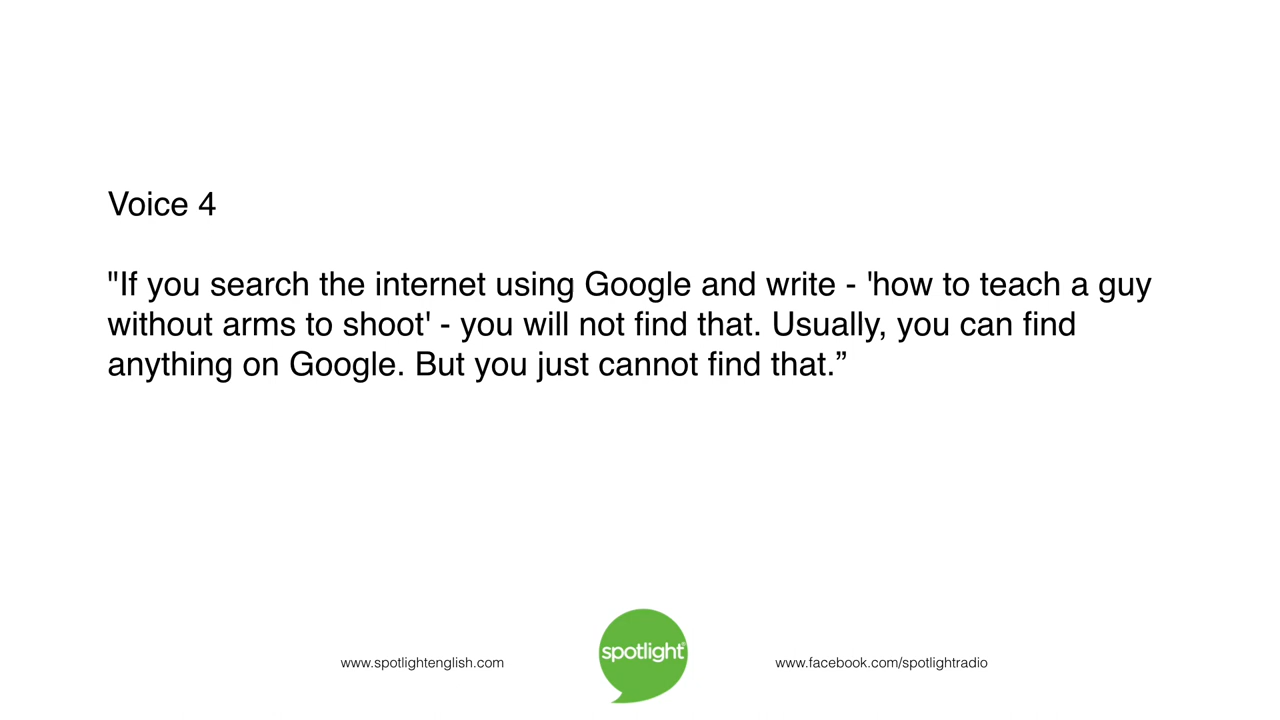 Voice 4
"If you search the internet using Google and write - 'how to teach a guy
without arms to shoot' - you will not find that. Usually, you can find
anything on Google. But you just cannot find that.”
www.spotlightenglish.com
spotlight®
www.facebook.com/spotlightradio